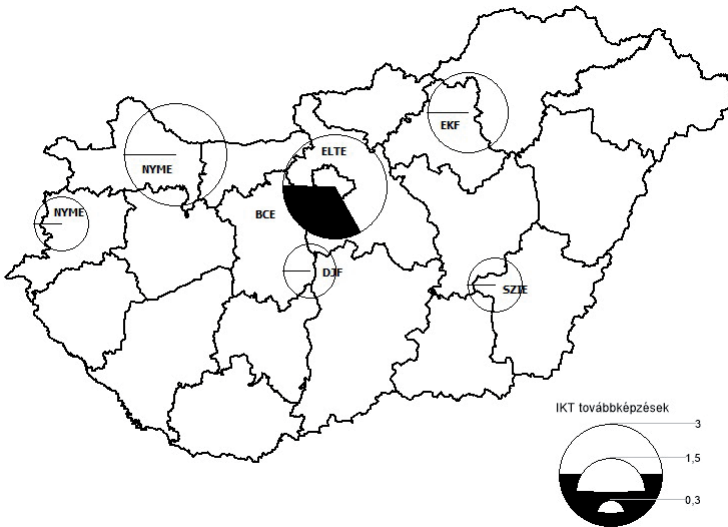 ELTE
EKF
NYME
NYME
BCE
DJF
SZIE
IKT továbbképzések
3
1,5
0,3